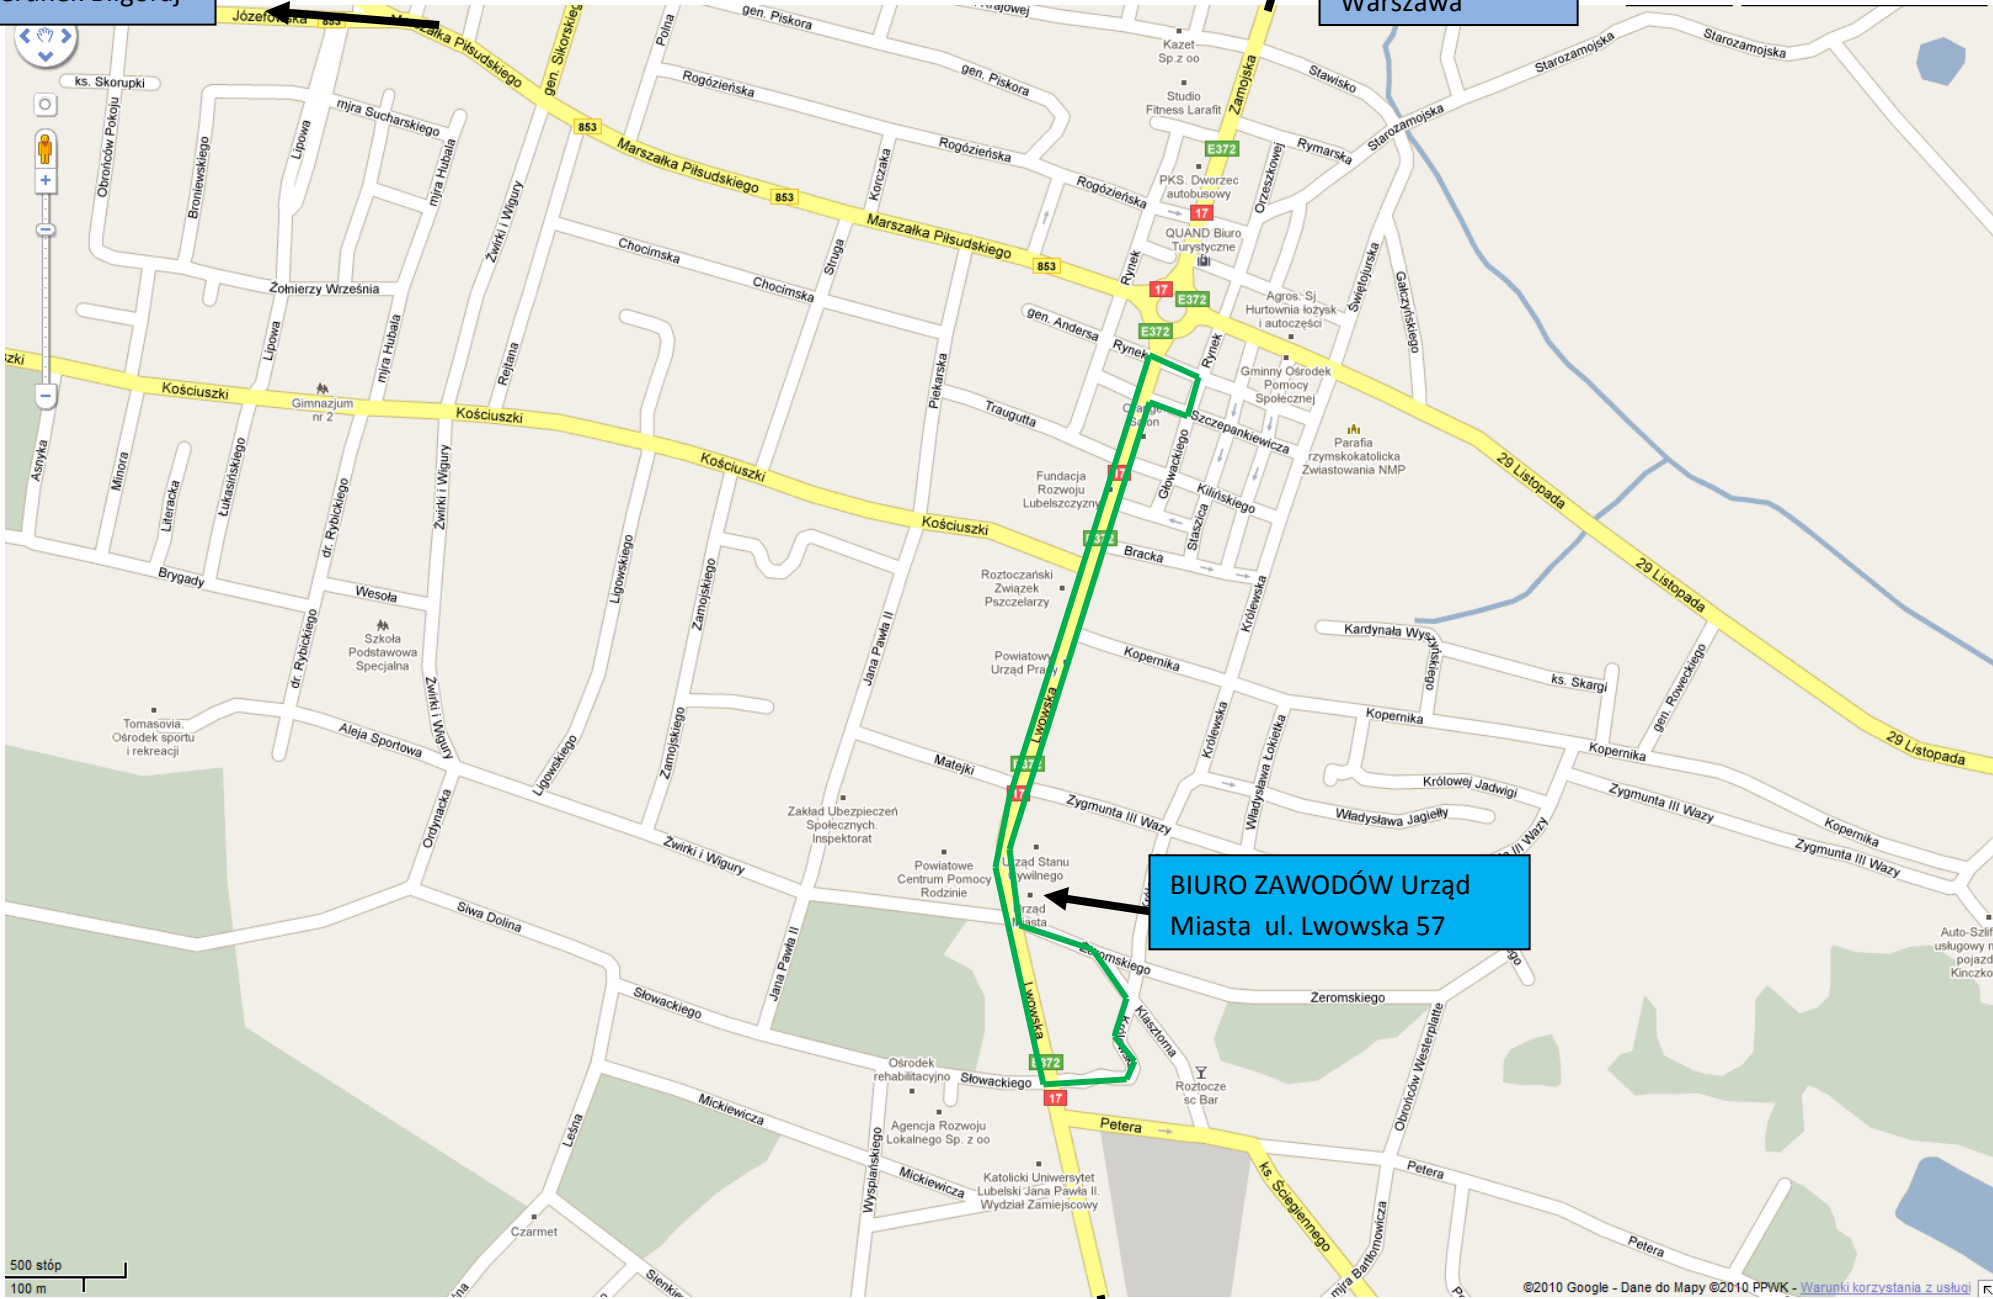 Biłgoraj
Warszawa
Józefowska
853
Marszałka Piłsudskiego
gen. Sikorskiego
Polna
gen. Piskora
Krajowej
Kazet
Sp.z oo
Zamojska
Stawisko
Starozamojska
Starozamojska
ks. Skorupki
Obrońców Pokoju
Broniewskiego
Lipowa
mjra Sucharskiego
mjra Hubala
Żwirki i Wigury
853
Rogózieńska
gen. Piskora
Studio
Fitness Larafit
E372
Rymarska
Starozamojska
Marszałka Piłsudskiego
853
Korczaka
Rogózieńska
Rogózieńska
PKS. Dworzec
autobusowy
Orzeszkowej
17
QUAND Biuro
Turystyczne
Marszałka Piłsudskiego
853
Rynek
Chocimska
Struga
Chocimska
Żołnierzy Września
17
E372
Agros. Sj
Hurtownia łożysk
i autoczęści
Świętojurska
Gałczyńskiego
Lipowa
mjra Hubala
Rejtana
gen. Andersa
E372
Rynek
Rynek
Gminny Ośrodek
Pomocy
Społecznej
Kościuszki
Gimnazjum
nr 2
Kościuszki
Piekarska
Traugutta
Szczepankiewicza
Parafia
rzymskokatolicka
Zwiastowania NMP
Asnyka
Minora
Literacka
Łukasińskiego
dr. Rybickiego
Żwirki i Wigury
Kościuszki
Fundacja
Rozwoju
Lubelszczyzny
17
Głowackiego
Kilińskiego
29 Listopada
Kościuszki
E372
Staszica
Bracka
Brygady
Wesoła
Ligowskiego
Zamojskiego
Roztoczański
Związek
Pszczelarzy
Królewska
29 Listopada
Szkoła
Podstawowa
Specjalna
dr. Rybickiego
Jana Pawła II
Powiatowy
Urząd Pracy
Kopernika
Kardynała Wyszyńskiego
ks. Skargi
gen. Roweckiego
Tomasovia.
Ośrodek sportu
i rekreacji
Aleja Sportowa
Żwirki i Wigury
Ligowskiego
Zamojskiego
Lwowska
Królewska
Władysława Łokietka
Kopernika
Kopernika
29 Listopada
Matejki
E372
17
Zygmunta III Wazy
Królowej Jadwigi
Władysława Jagiełły
Zygmunta III Wazy
Kopernika
Zygmunta III Wazy
Ordynacka
Żwirki i Wigury
Zakład Ubezpieczeń
Społecznych.
Inspektorat
Powiatowe
Centrum Pomocy
Rodzinie
Urząd Stanu
Cywilnego
Urząd
Miasta
BIURO ZAWODÓW Urząd
Miasta ul. Lwowska 57
Siwa Dolina
Słowackiego
Jana Pawła II
Lwowska
Żeromskiego
Żeromskiego
Królewska
Klasztorna
Obrońców Westerplatte
Ośrodek
rehabilitacyjno
Słowackiego
E372
17
Roztocze
sc Bar
Leśna
Mickiewicza
Agencja Rozwoju
Lokalnego Sp. z oo
Petera
Wyspiańskiego
Mickiewicza
Katolicki Uniwersytet
Lubelski Jana Pawła II.
Wydział Zamiejscowy
ks. Ściegiennego
Petera
mjra Bartłomowicza
Petera
Czarmet
500 stóp
100 m
©2010 Google - Dane do Mapy ©2010 PPWK - Warunki korzystania z usługi